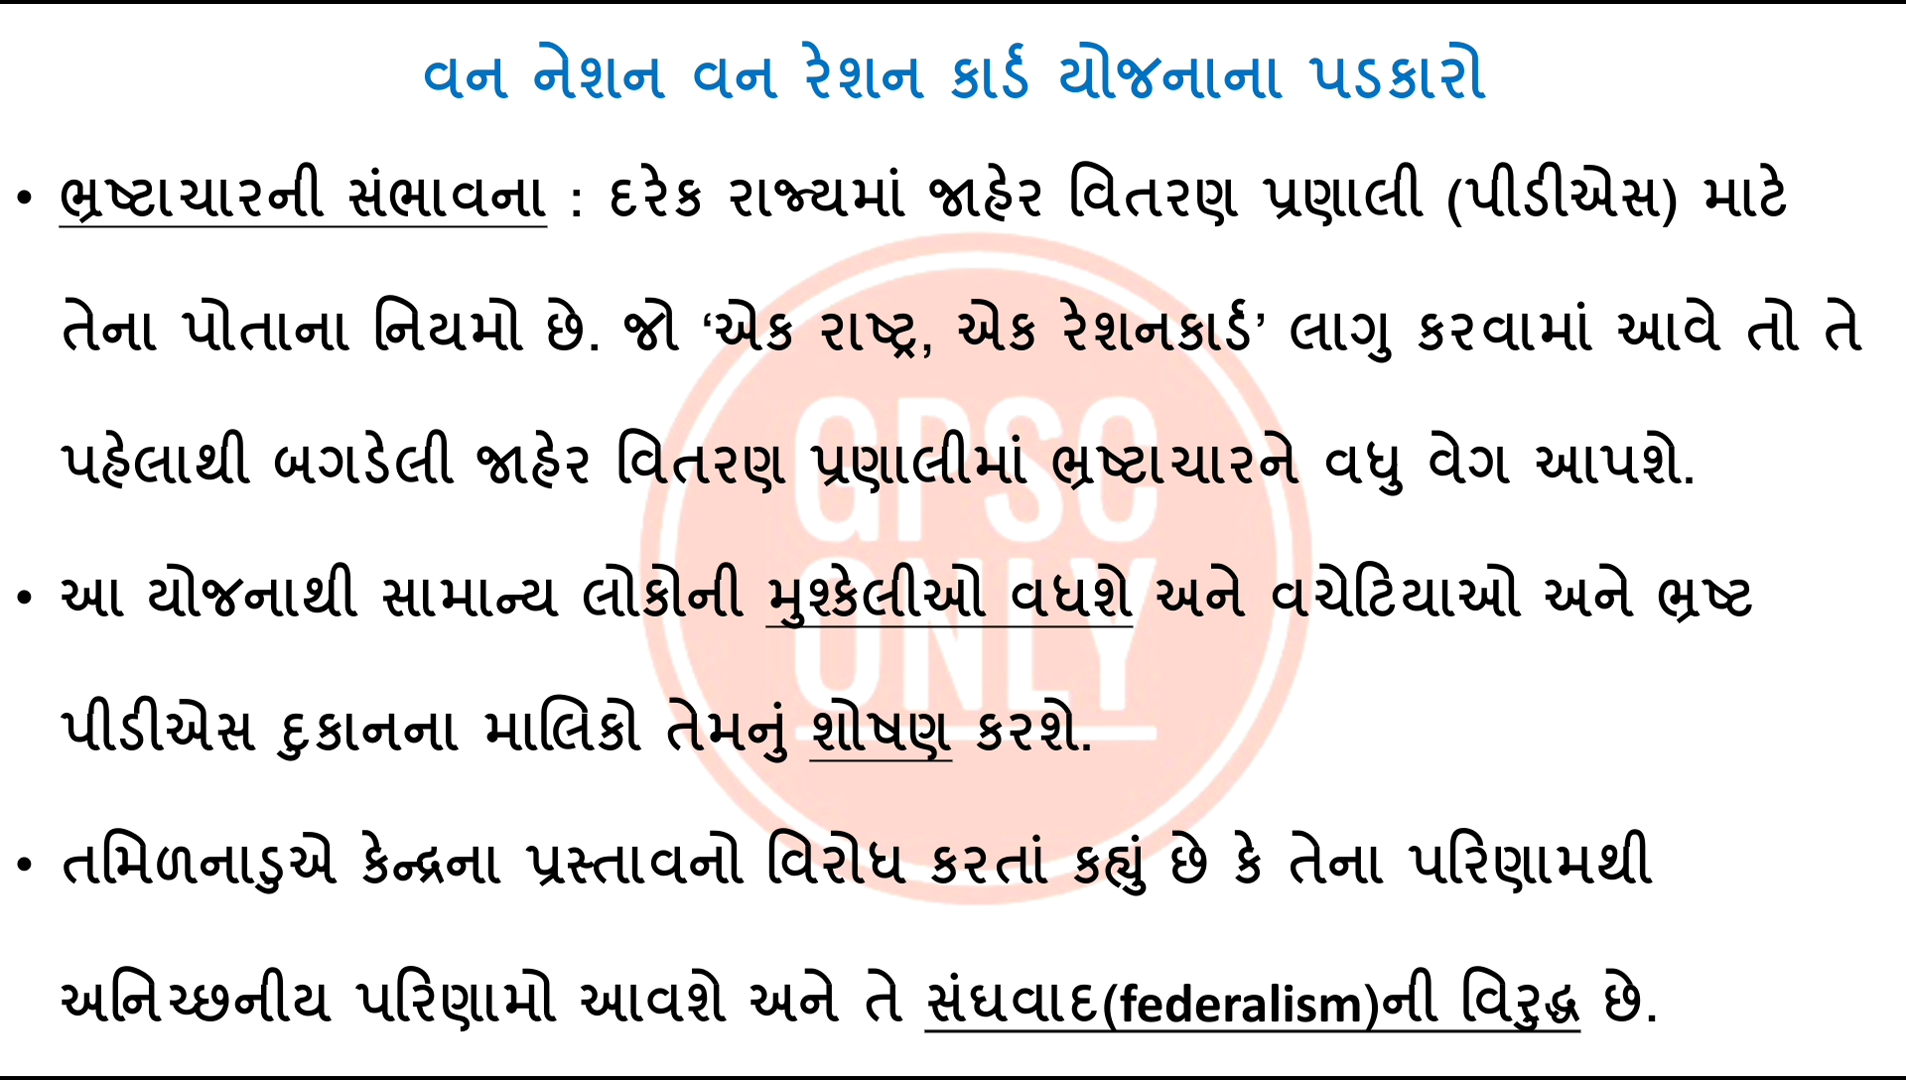 વન નેશન વન રેશન કાર્ડ યોજનાના પડકારો
• ભ્રષ્ટાચારની સંભાવના : દરેક રાજ્યમાં જાહેર વિતરણ પ્રણાલી (પીડીએસ) માટે
તેના પોતાના નિયમો છે. જો ‘એક રાષ્ટ્ર, એક રેશનકાર્ડ’ લાગુ કરવામાં આવે તો તે
પહેલાથી બગડેલી જાહેર વિતરણ પ્રણાલીમાં ભ્રષ્ટાચારને વધુ વેગ આપશે.
GPSC
ONLY
• આ યોજનાથી સામાન્ય લોકોની મુશ્કેલીઓ વધશે અને વચેટિયાઓ અને ભ્રષ્ટ
પીડીએસ દુકાનના માલિકો તેમનું શોષણ કરશે.
• તમિળનાડુએ કેન્દ્રના પ્રસ્તાવનો વિરોધ કરતાં કહ્યું છે કે તેના પરિણામથી
અનિચ્છનીય પરિણામો આવશે અને તે સંઘવાદ(federalism)ની વિરુદ્ધ છે.